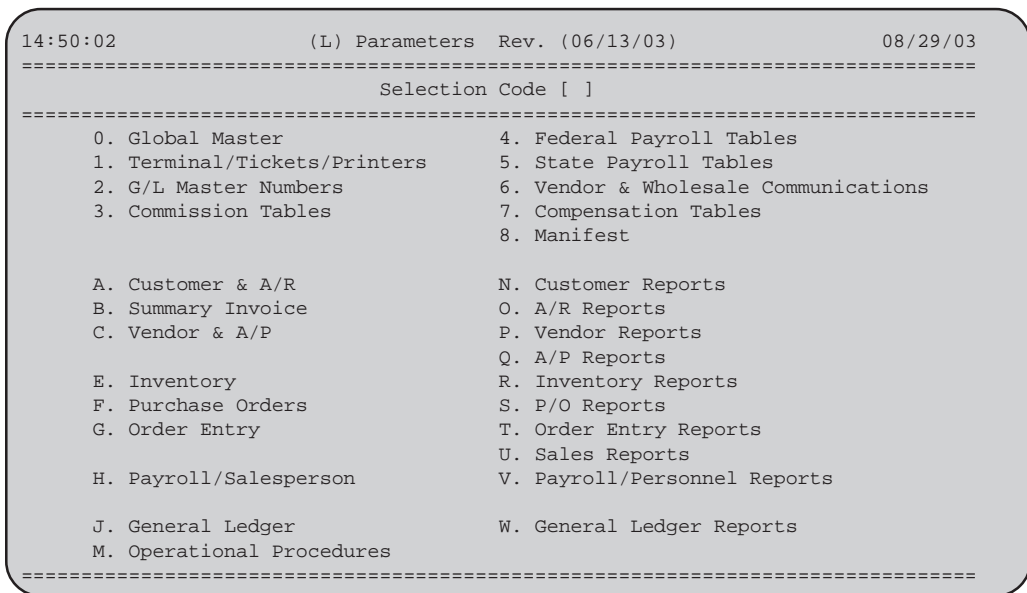 14:50:02 (L) Parameters Rev. (06/13/03) 08/29/03
================================================================================
Selection Code [ ]
================================================================================
0. Global Master 4. Federal Payroll Tables
1. Terminal/Tickets/Printers 5. State Payroll Tables
2. G/L Master Numbers 6. Vendor & Wholesale Communications
3. Commission Tables 7. Compensation Tables
8. Manifest
A. Customer & A/R N. Customer Reports
B. Summary Invoice O. A/R Reports
C. Vendor & A/P P. Vendor Reports
Q. A/P Reports
E. Inventory R. Inventory Reports
F. Purchase Orders S. P/O Reports
G. Order Entry T. Order Entry Reports
U. Sales Reports
H. Payroll/Salesperson V. Payroll/Personnel Reports
J. General Ledger W. General Ledger Reports
M. Operational Procedures
================================================================================